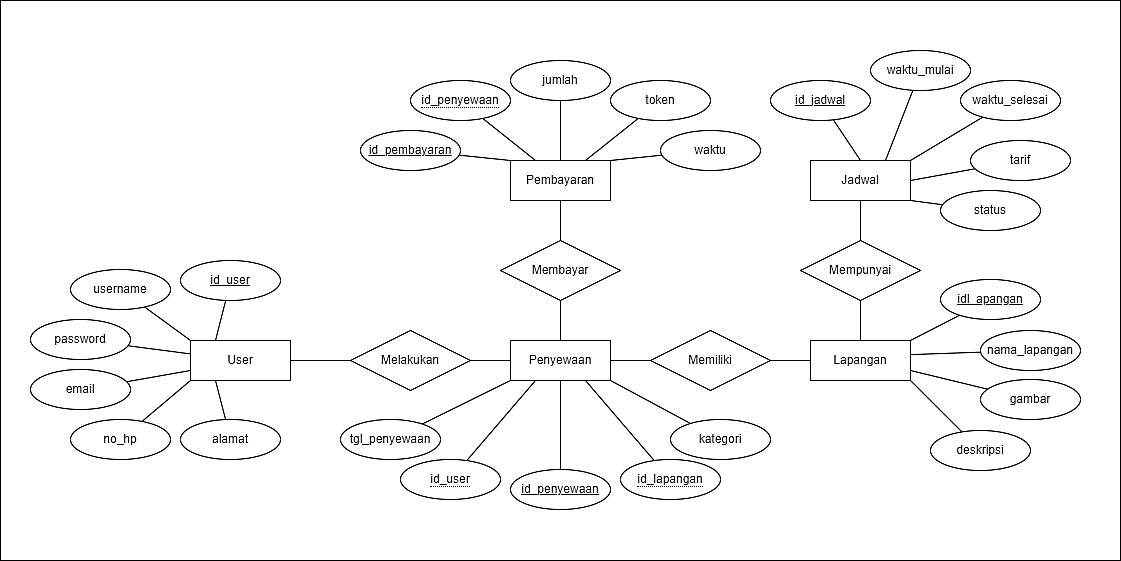 waktu_mulai
jumlah
id_penyewaan
token
id_jadwal
waktu_selesai
id_pembayaran
waktu
tarif
Pembayaran
Jadwal
status
Membayar
Mempunyai
id_user
username
idl_apangan
password
nama_lapangan
User
Melakukan
Penyewaan
Memiliki
Lapangan
email
gambar
no_hp
alamat
tgl_penyewaan
kategori
deskripsi
id_user
id_penyewaan
id_lapangan